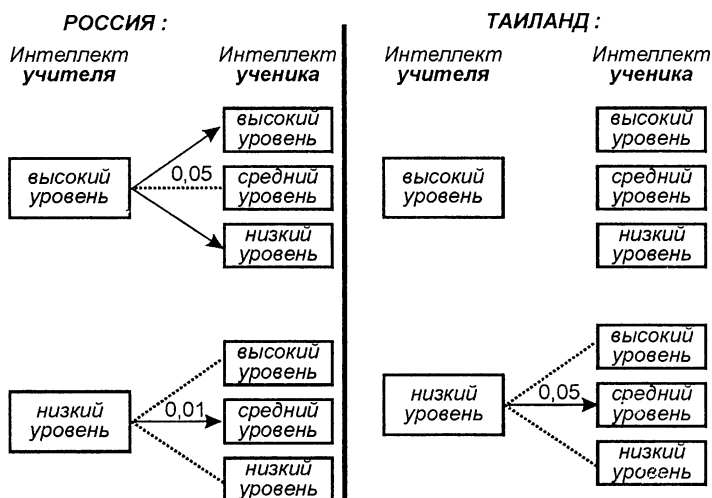 РОССИЯ :
Интеллект
учителя
Интеллект
ученика
высокий
уровень
0,05
высокий
уровень
средний
уровень
низкий
уровень
низкий
уровень
0,01
высокий
уровень
средний
уровень
низкий
уровень
ТАИЛАНД :
Интеллект
учителя
Интеллект
ученика
высокий
уровень
высокий
уровень
средний
уровень
низкий
уровень
низкий
уровень
0,05
высокий
уровень
средний
уровень
низкий
уровень